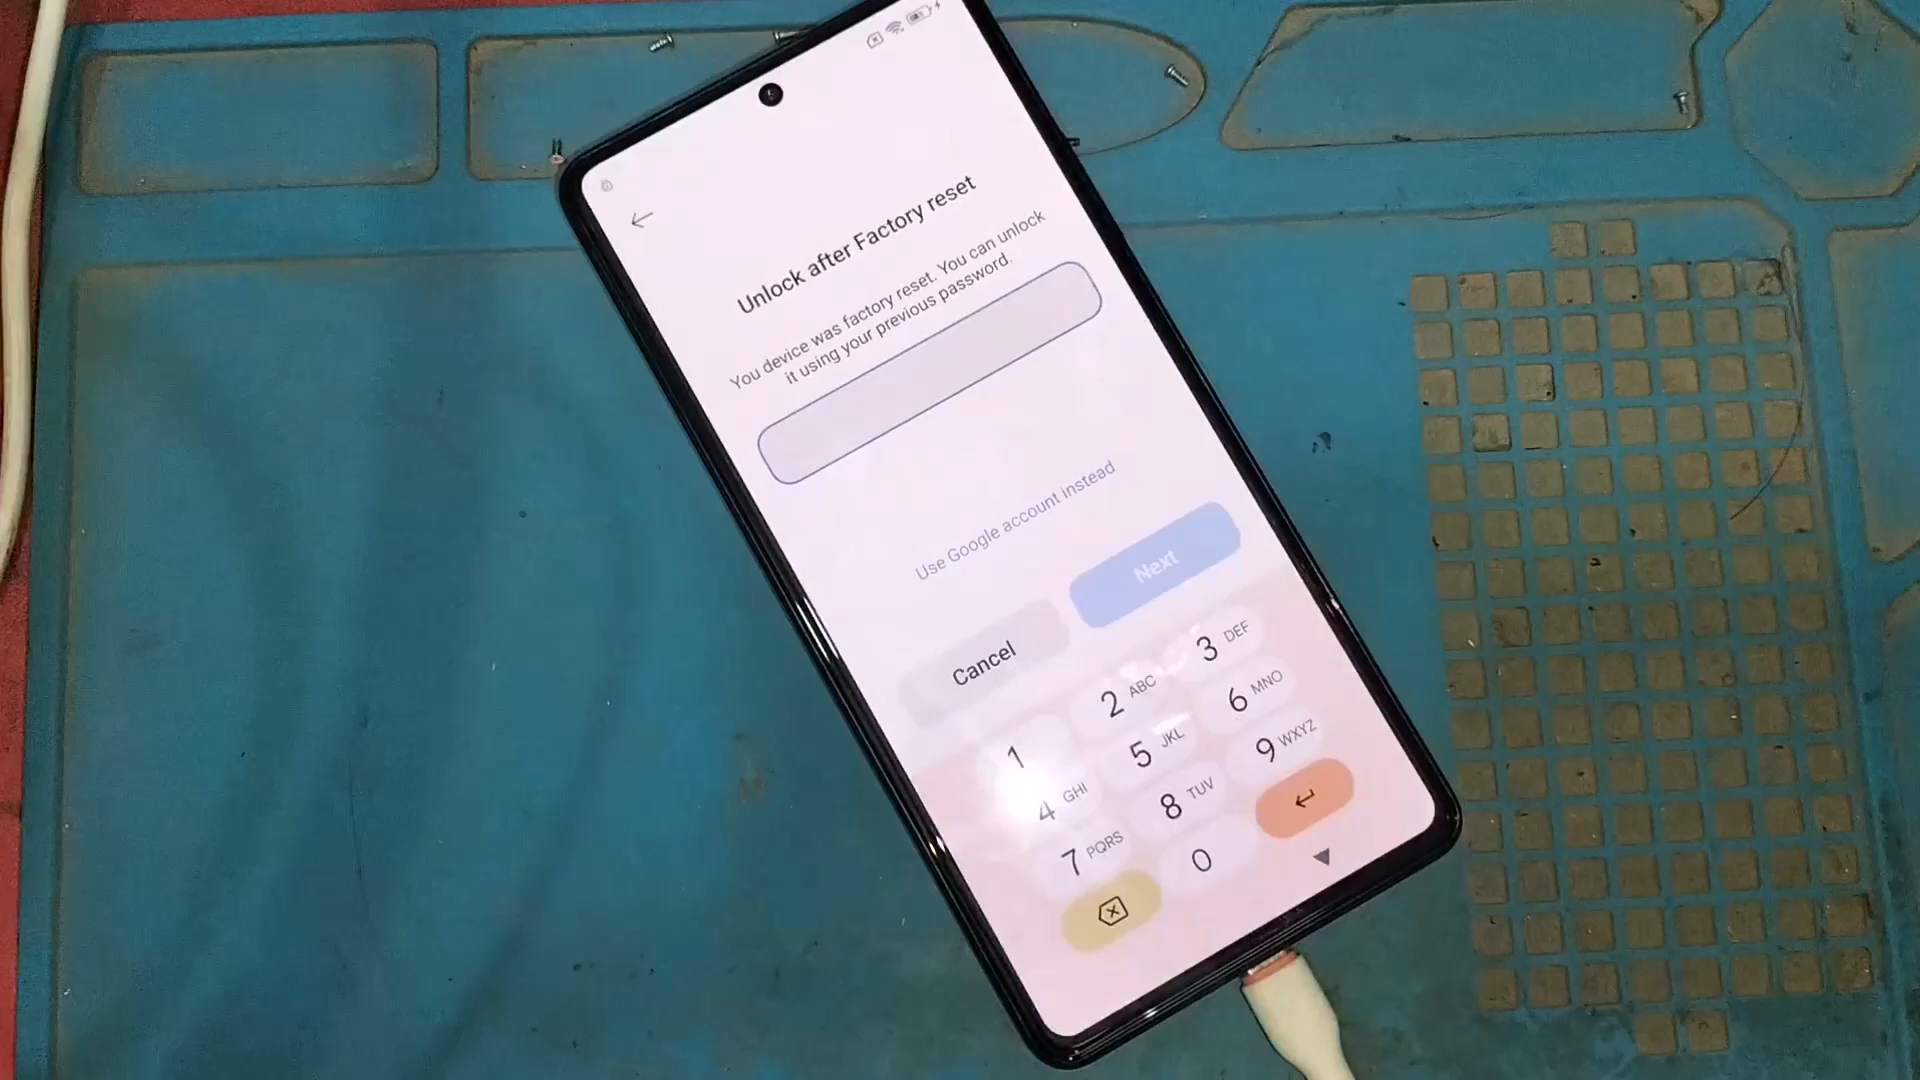 Unlock after Factory reset
You device was factory reset. You can unlock
it using your previous password.
Use Google account instead
Cancel
Next
1
2 ABC
3 DEF
4 GHI
5 JKL
6 MNO
7 PQRS
8 TUV
9 WXYZ
0